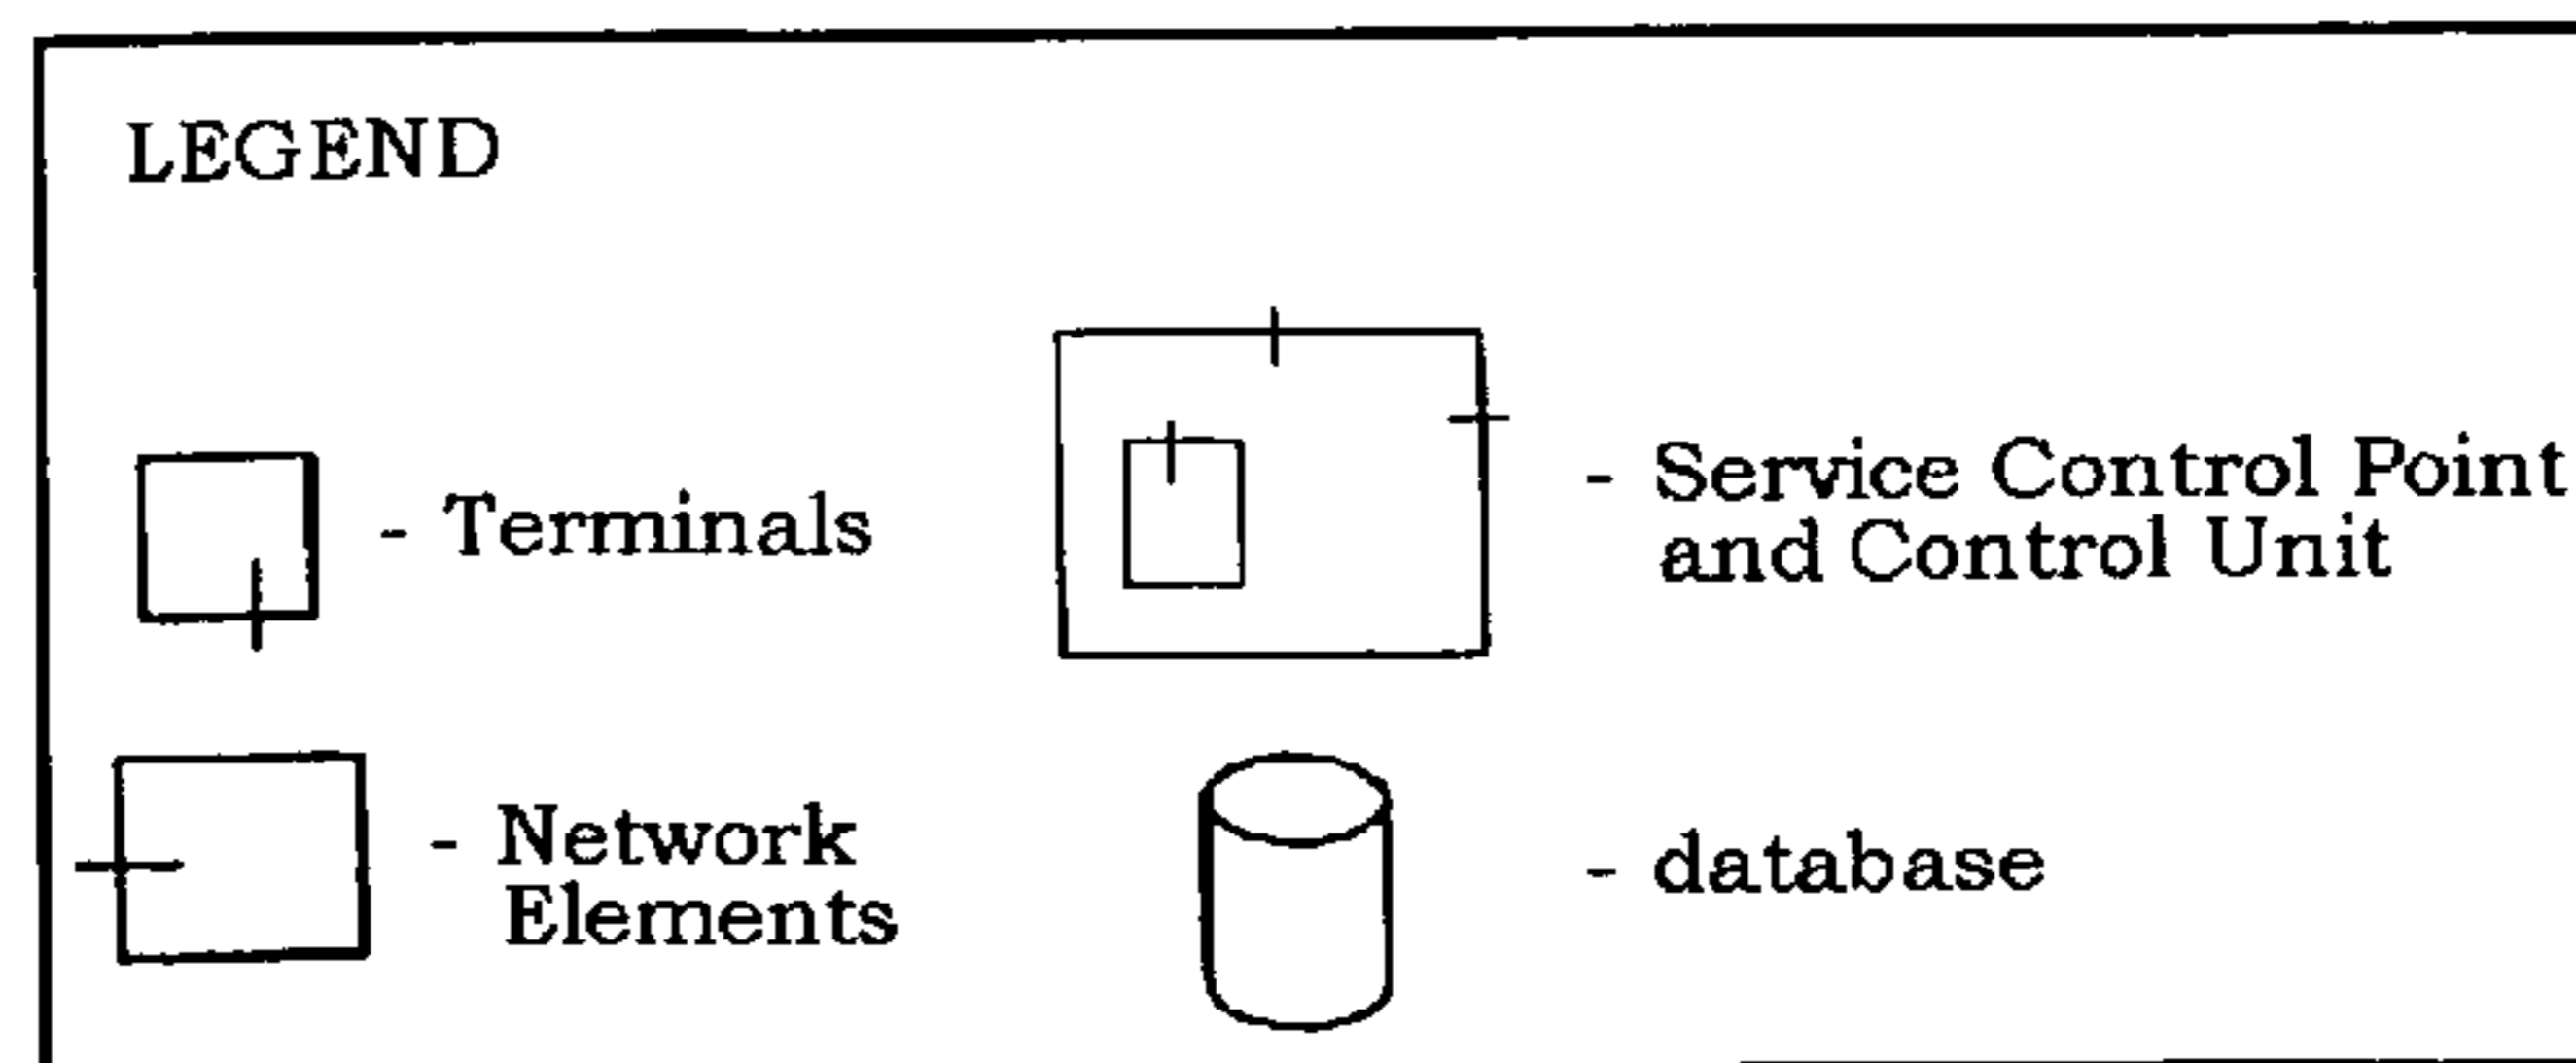 LEGEND
- Terminals
- Service Control Point
and Control Unit
- Network
Elements
- database